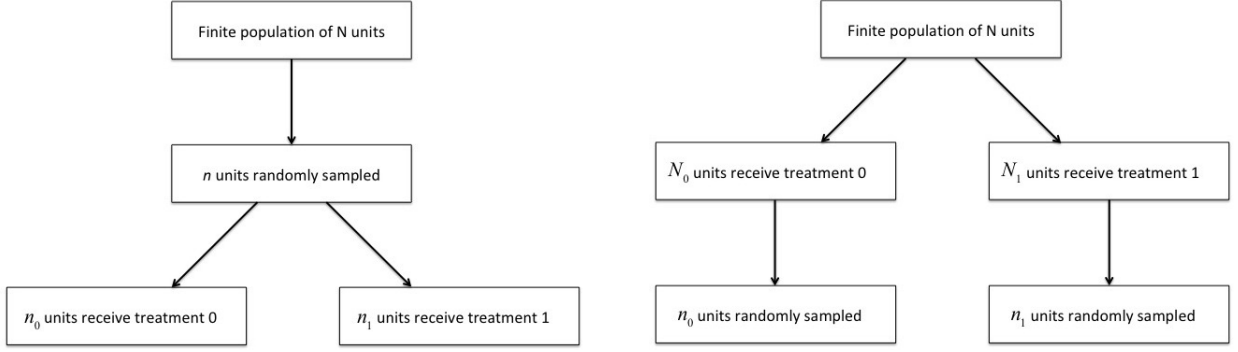 Finite population of N units
n units randomly sampled
n₀ units receive treatment 0
n₁ units receive treatment 1
Finite population of N units
N₀ units receive treatment 0
N₁ units receive treatment 1
n₀ units randomly sampled
n₁ units randomly sampled